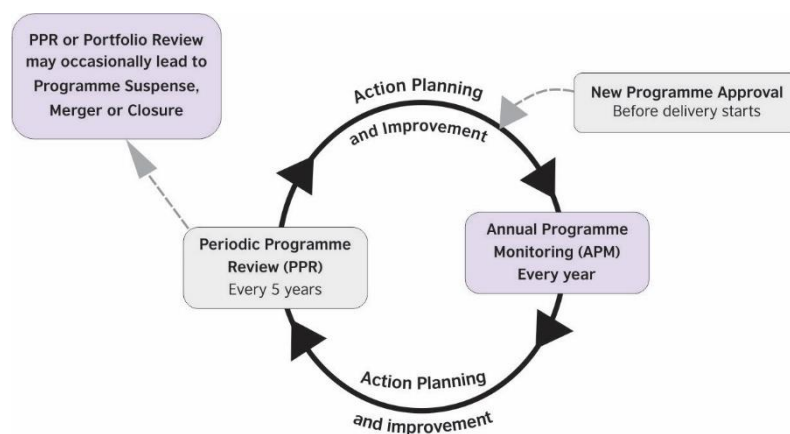 PPR or Portfolio Review
may occasionally lead to
Programme Suspense,
Merger or Closure
Action Planning
and Improvement
New Programme Approval
Before delivery starts
Periodic Programme
Review (PPR)
Every 5 years
Annual Programme
Monitoring (APM)
Every year
Action Planning
and improvement